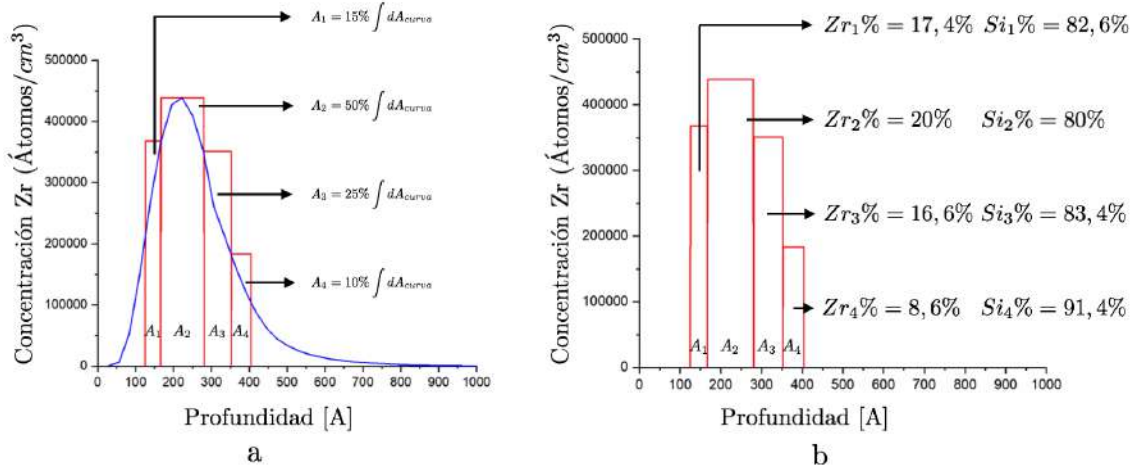 A₁ = 15% ∫ dA_curva
A₂ = 50% ∫ dA_curva
A₃ = 25% ∫ dA_curva
A₄ = 10% ∫ dA_curva
Concentración Zr (Átomos/cm³)
500000
400000
300000
200000
100000
0
A₁ A₂ A₃ A₄
0 100 200 300 400 500 600 700 800 900 1000
Profundidad [A]
a
Zr₁% = 17,4% Si₁% = 82,6%
Zr₂% = 20% Si₂% = 80%
Zr₃% = 16,6% Si₃% = 83,4%
Zr₄% = 8,6% Si₄% = 91,4%
Concentración Zr (Átomos/cm³)
500000
400000
300000
200000
100000
0
A₁ A₂ A₃ A₄
0 100 200 300 400 500 600 700 800 900 1000
Profundidad [A]
b